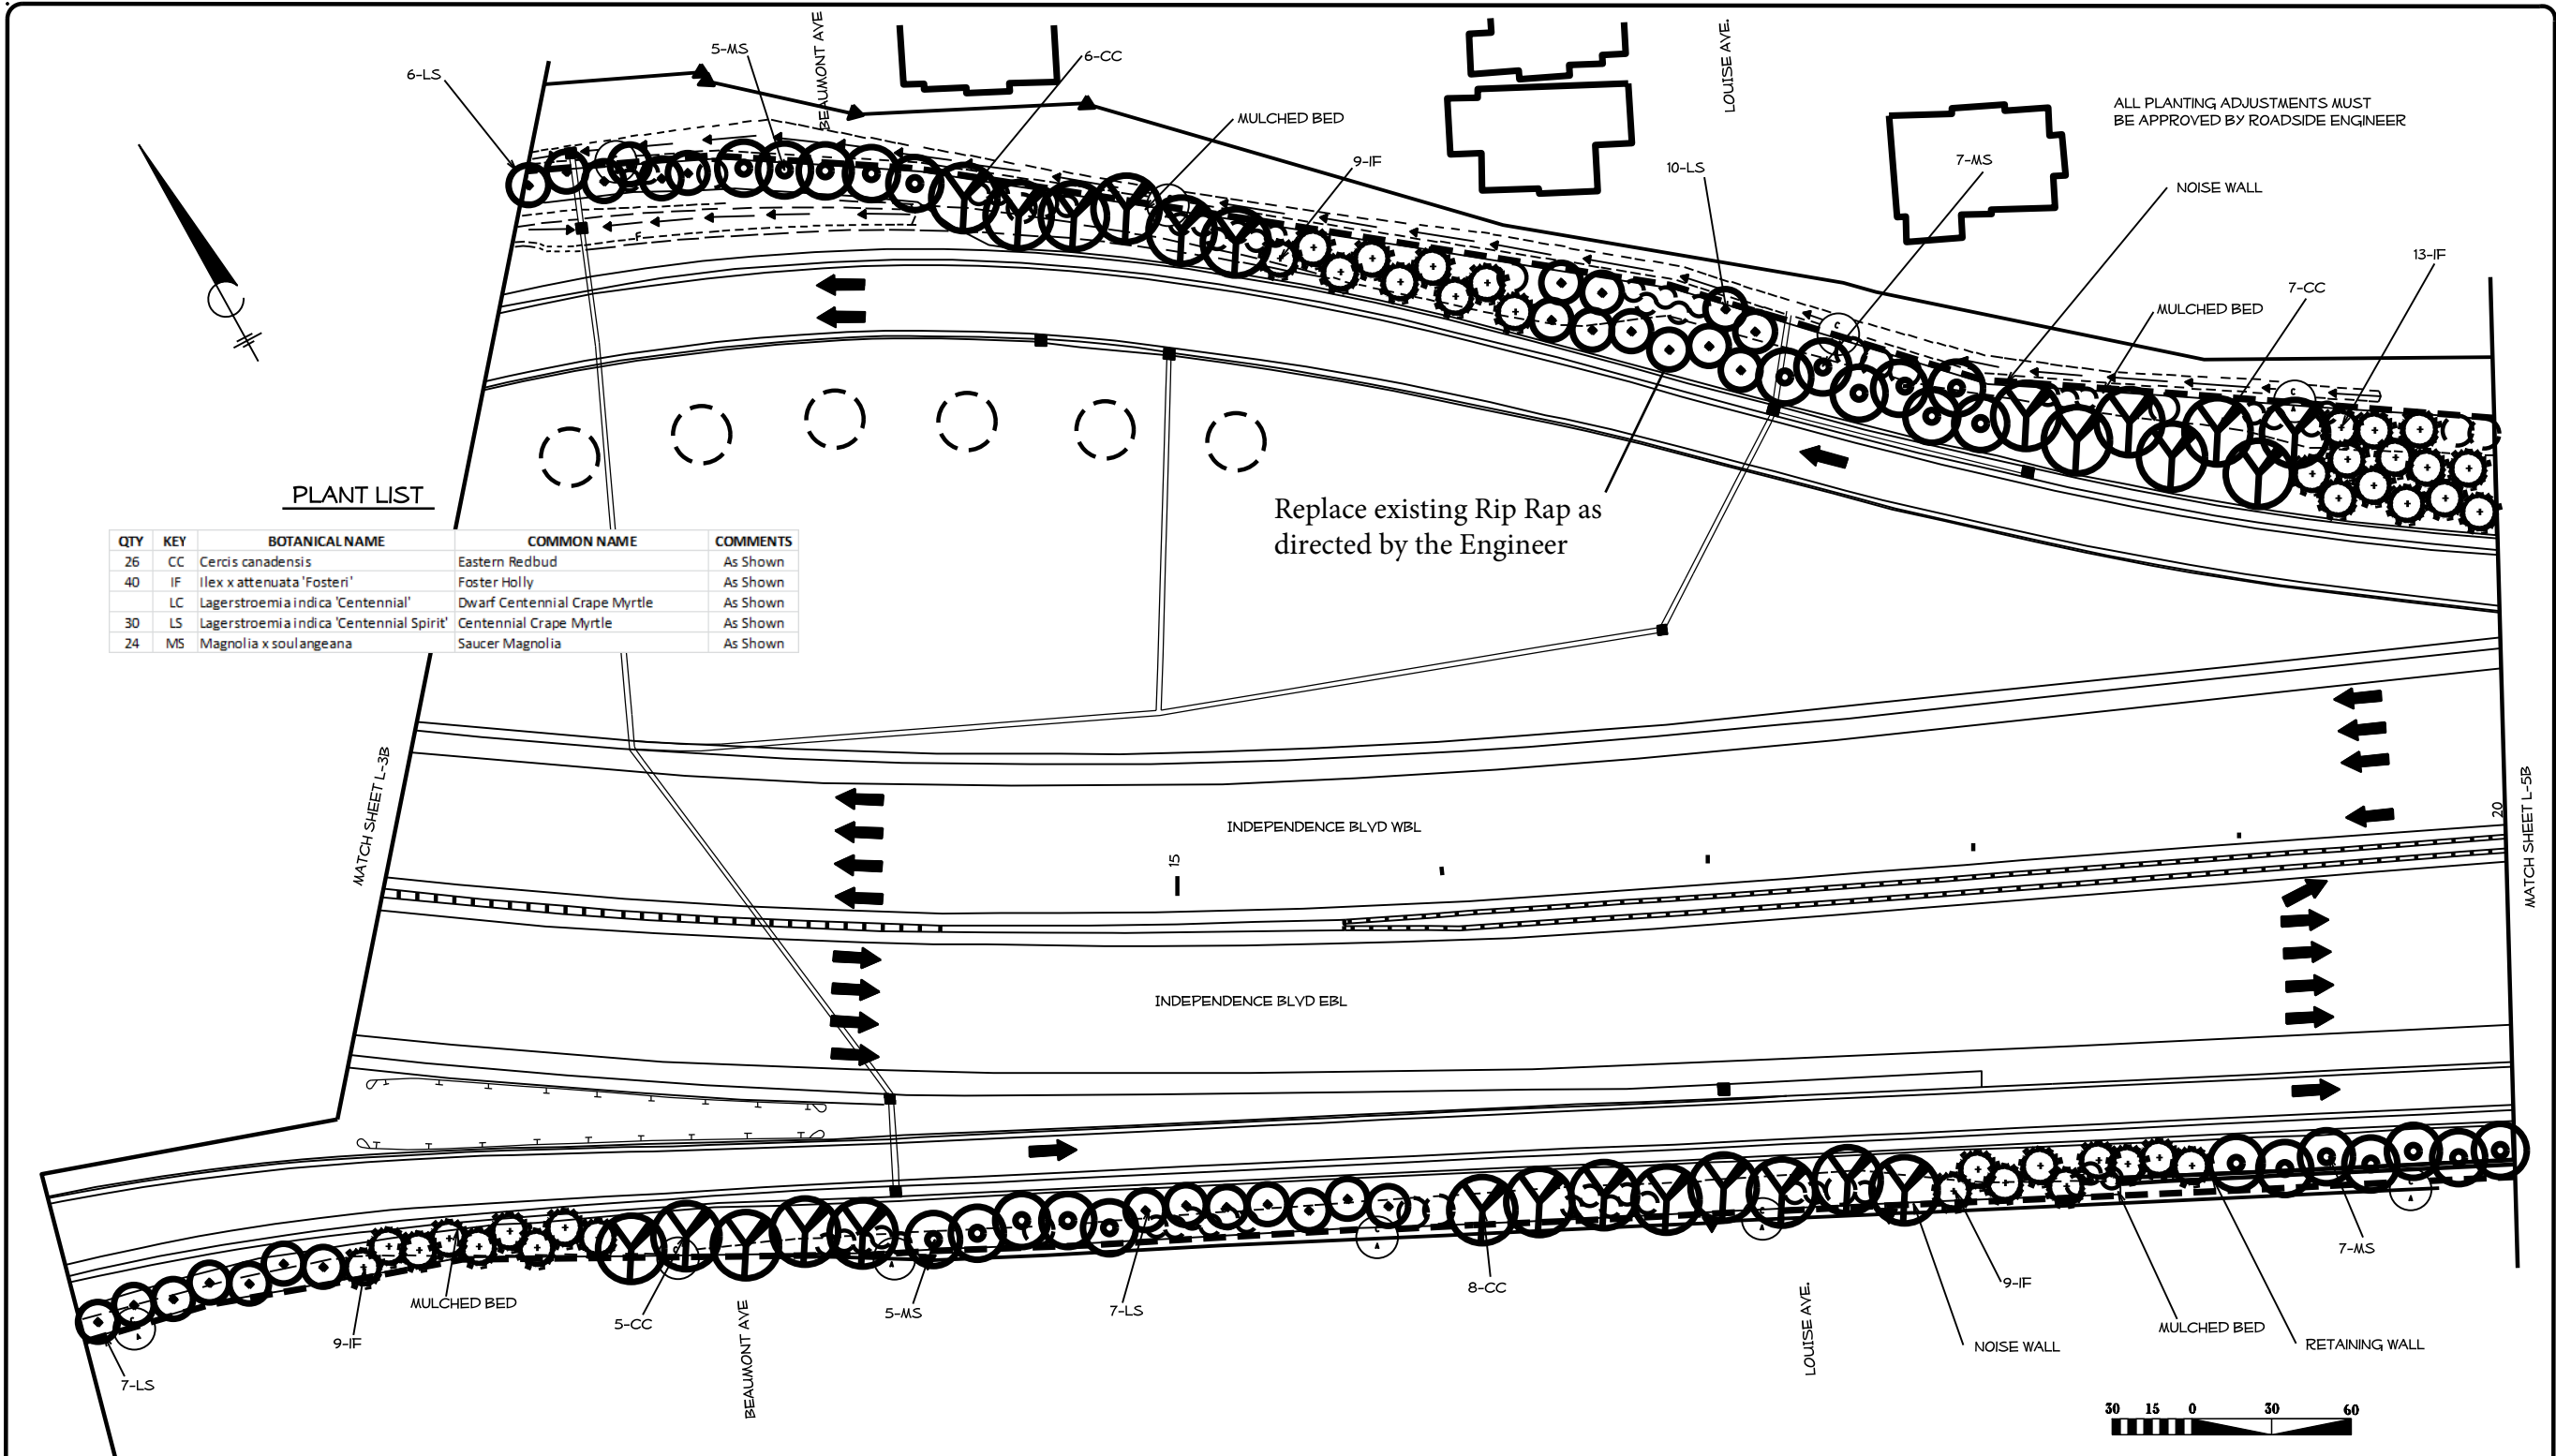 BEAUMONT AVE
LOUISE AVE.
5-MS
6-CC
6-LS
ALL PLANTING ADJUSTMENTS MUST
BE APPROVED BY ROADSIDE ENGINEER
MULCHED BED
9-IF
10-LS
7-MS
NOISE WALL
13-IF
7-CC
MULCHED BED
F
C
C
Replace existing Rip Rap as
directed by the Engineer
PLANT LIST
QTY KEY BOTANICAL NAME COMMON NAME COMMENTS
26 CC Cercis canadensis Eastern Redbud As Shown
40 IF Ilex x attenuata 'Fosteri' Foster Holly As Shown
LC Lagerstroemia indica 'Centennial' Dwarf Centennial Crape Myrtle As Shown
30 LS Lagerstroemia indica 'Centennial Spirit' Centennial Crape Myrtle As Shown
24 MS Magnolia x soulangeana Saucer Magnolia As Shown
MATCH SHEET L-3B
INDEPENDENCE BLVD WBL
15
20
MATCH SHEET L-5B
INDEPENDENCE BLVD EBL
MULCHED BED
9-IF
7-LS
5-CC
BEAUMONT AVE
5-MS
7-LS
8-CC
LOUISE AVE.
9-IF
NOISE WALL
MULCHED BED
RETAINING WALL
7-MS
30 15 0 30 60